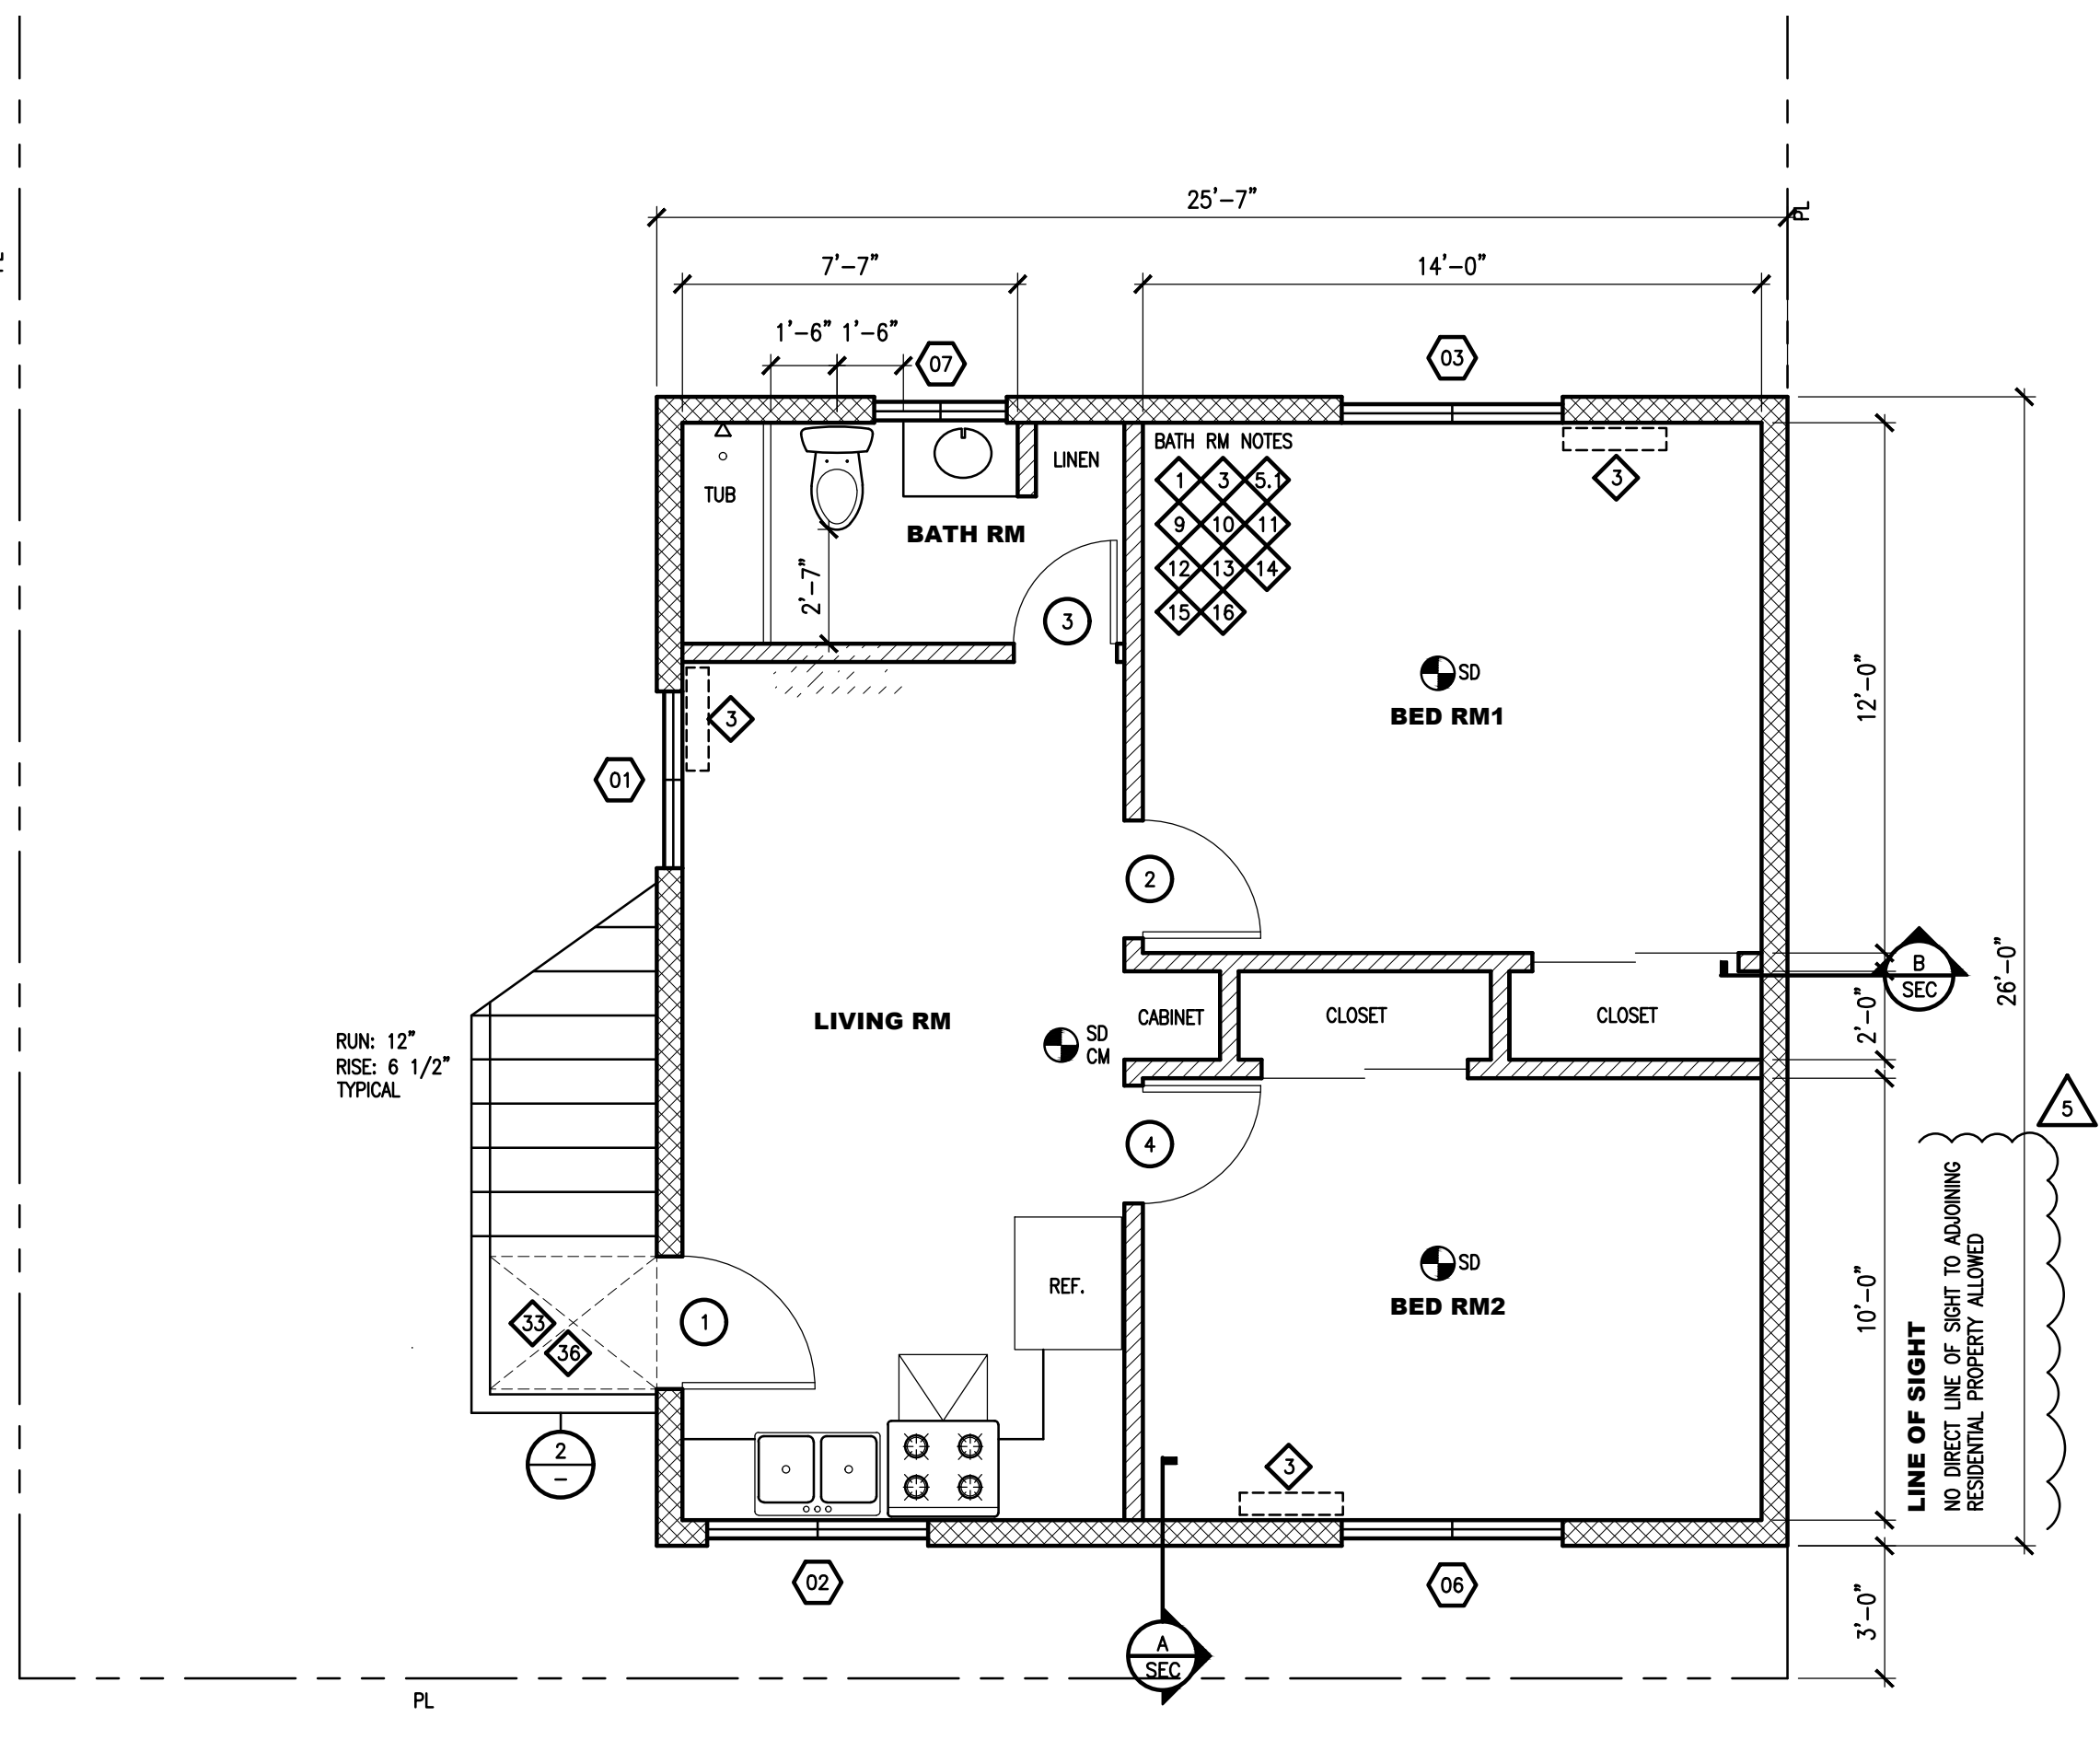 25'-7"
PL
7'-7"
14'-0"
1'-6" 1'-6"
07
03
BATH RM NOTES
LINEN
TUB
1 3 5.1
3
BATH RM
9 10 11
12 13 14
2'-7"
15 16
3
SD
BED RM1
12'-0"
3
01
2
B
SEC
26'-0"
LIVING RM
CABINET
CLOSET
CLOSET
2'-0"
SD
CM
RUN: 12"
RISE: 6 1/2"
TYPICAL
5
4
SD
BED RM2
REF.
10'-0"
LINE OF SIGHT
NO DIRECT LINE OF SIGHT TO ADJOINING
RESIDENTIAL PROPERTY ALLOWED
33
36
1
2
–
3
02
06
3'-0"
A
SEC
PL